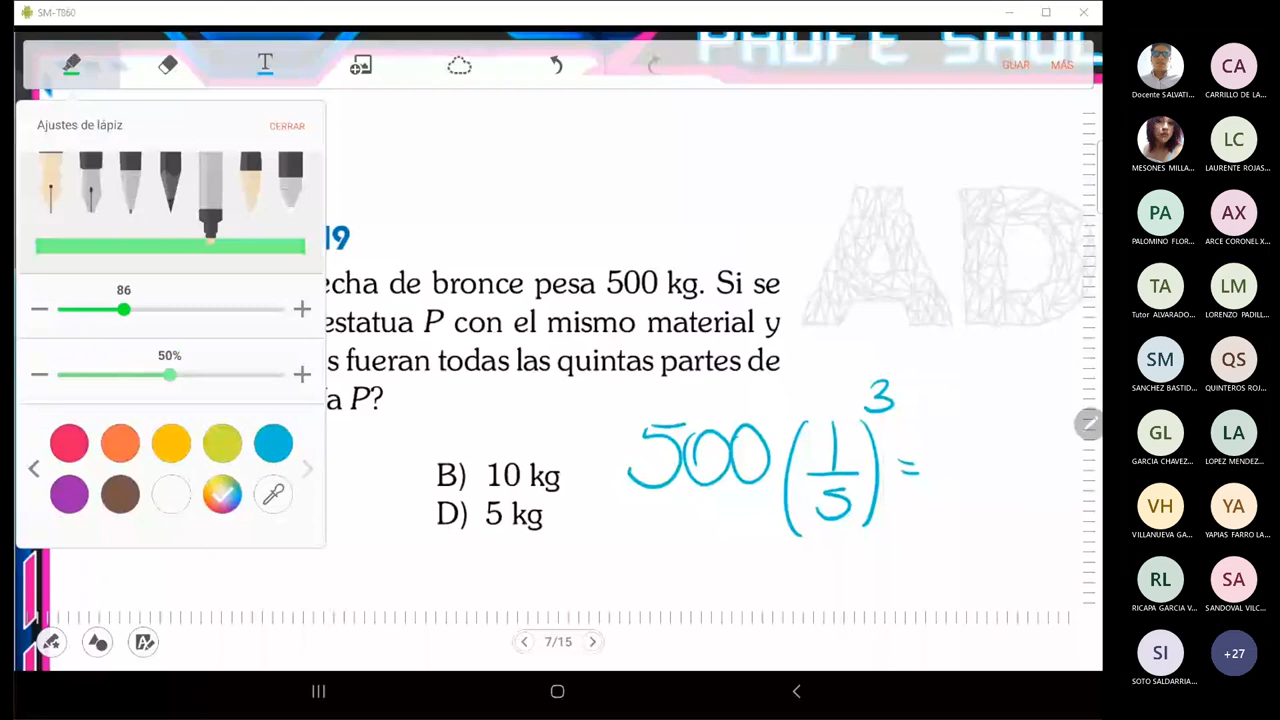 SM-T860
PROFE SAUL
GUAR MÁS
Ajustes de lápiz CERRAR
86
50%
19
echa de bronce pesa 500 kg. Si se
estatua P con el mismo material y
s fueran todas las quintas partes de
a P?
B) 10 kg
D) 5 kg
500 (1/5)³ =
AD
7/15
Docente SALVATI...
CA
CARRILLO DE LA...
MESONES MILLA...
LC
LAURENTE ROJAS...
PA
PALOMINO FLOR...
AX
ARCE CORONEL X...
TA
Tutor ALVARADO...
LM
LORENZO PADILL...
SM
SANCHEZ BASTID...
QS
QUINTEROS ROJ...
GL
GARCIA CHAVEZ...
LA
LOPEZ MENDEZ...
VH
VILLANUEVA GA...
YA
YAPIAS FARRO LA...
RL
RICAPA GARCIA V...
SA
SANDOVAL VILC...
SI
SOTO SALDARRIA...
+27